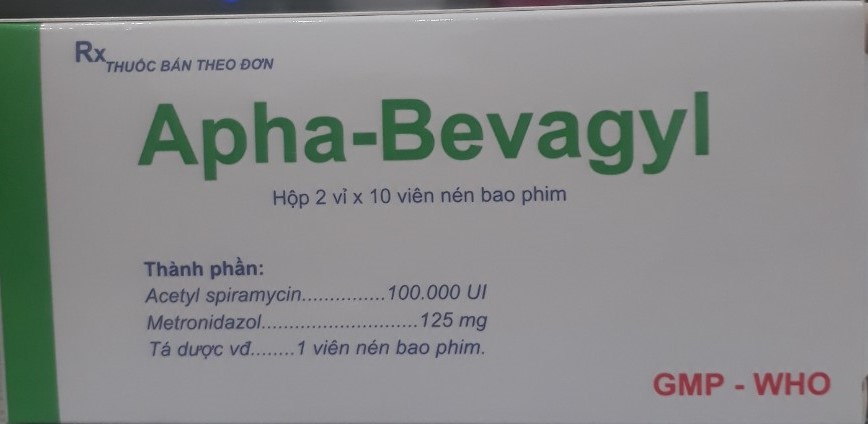 Rx THUỐC BÁN THEO ĐƠN
Apha-Bevagyl
Hộp 2 vỉ x 10 viên nén bao phim
Thành phần:
Acetyl spiramycin...............100.000 UI
Metronidazol............................125 mg
Tá dược vđ........1 viên nén bao phim.
GMP - WHO